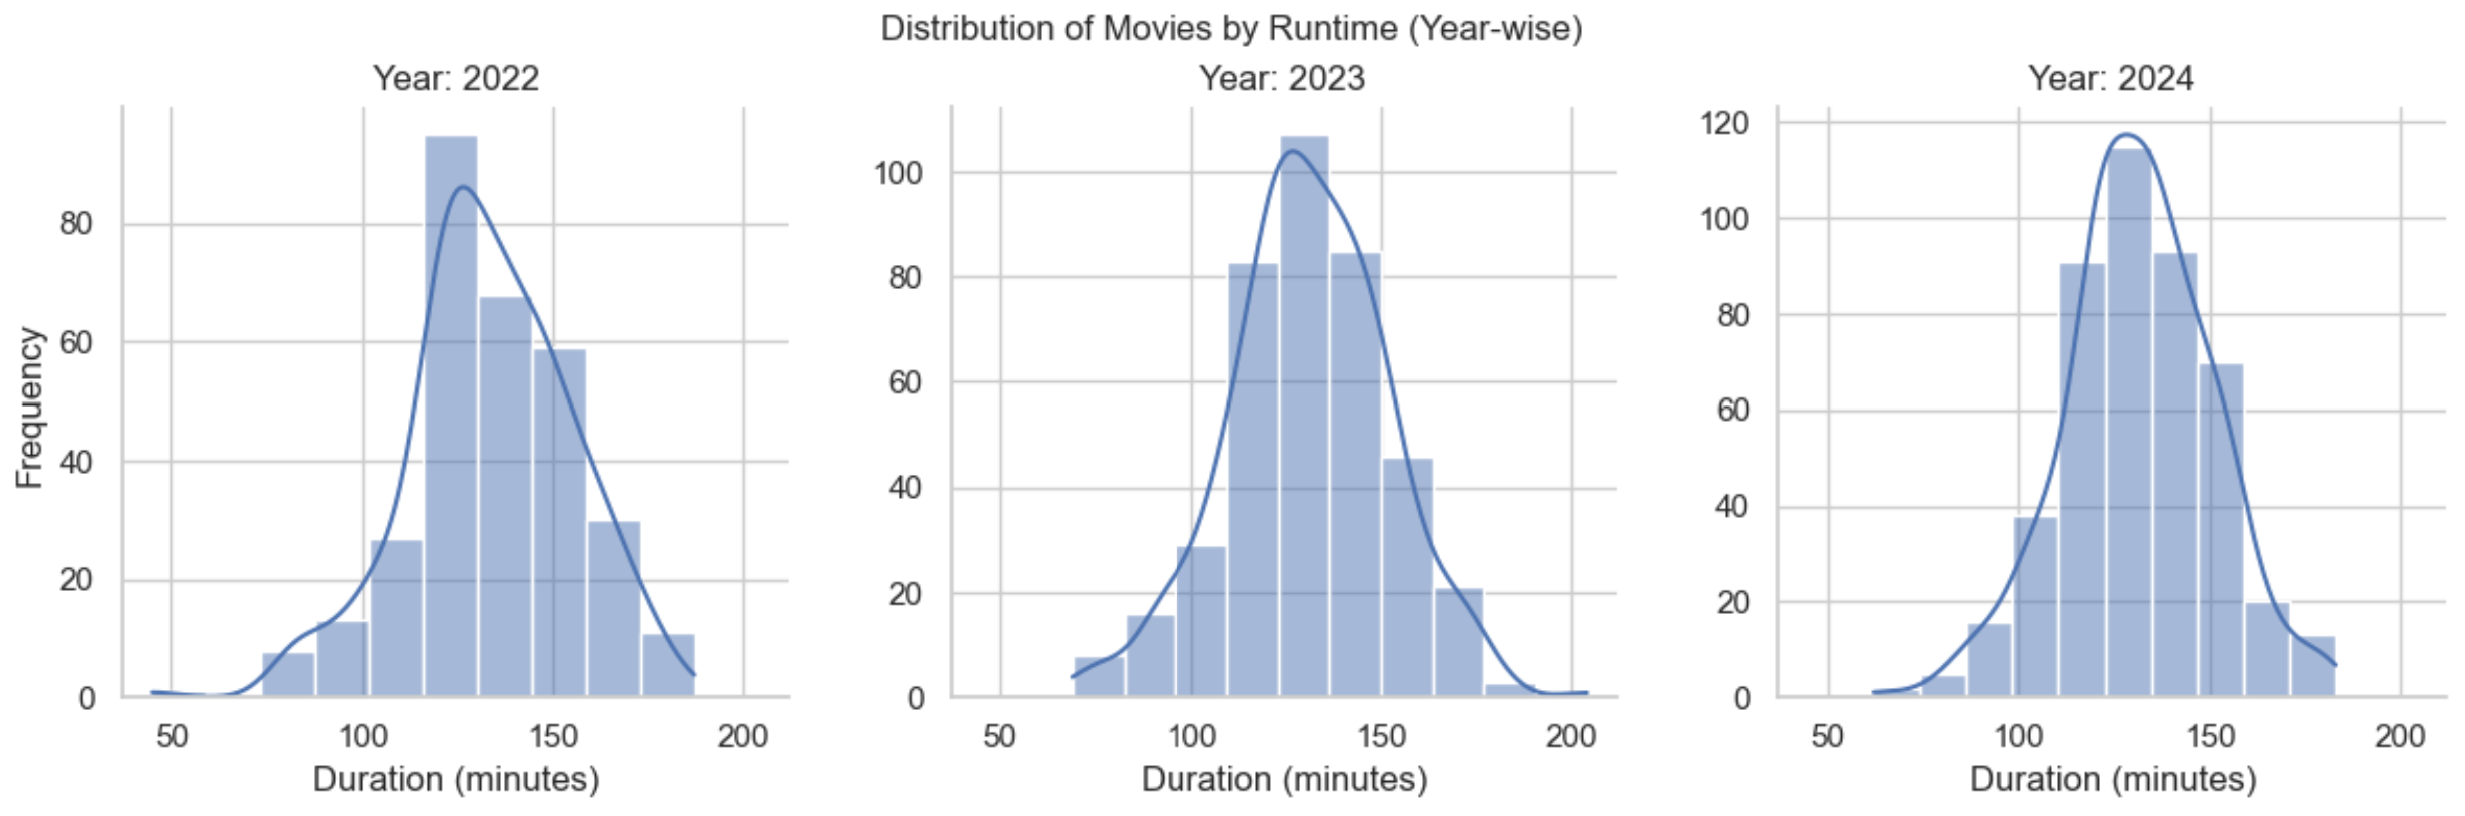 Distribution of Movies by Runtime (Year-wise)
Year: 2022
Frequency
80
60
40
20
0
50 100 150 200
Duration (minutes)
Year: 2023
100
80
60
40
20
0
50 100 150 200
Duration (minutes)
Year: 2024
120
100
80
60
40
20
0
50 100 150 200
Duration (minutes)